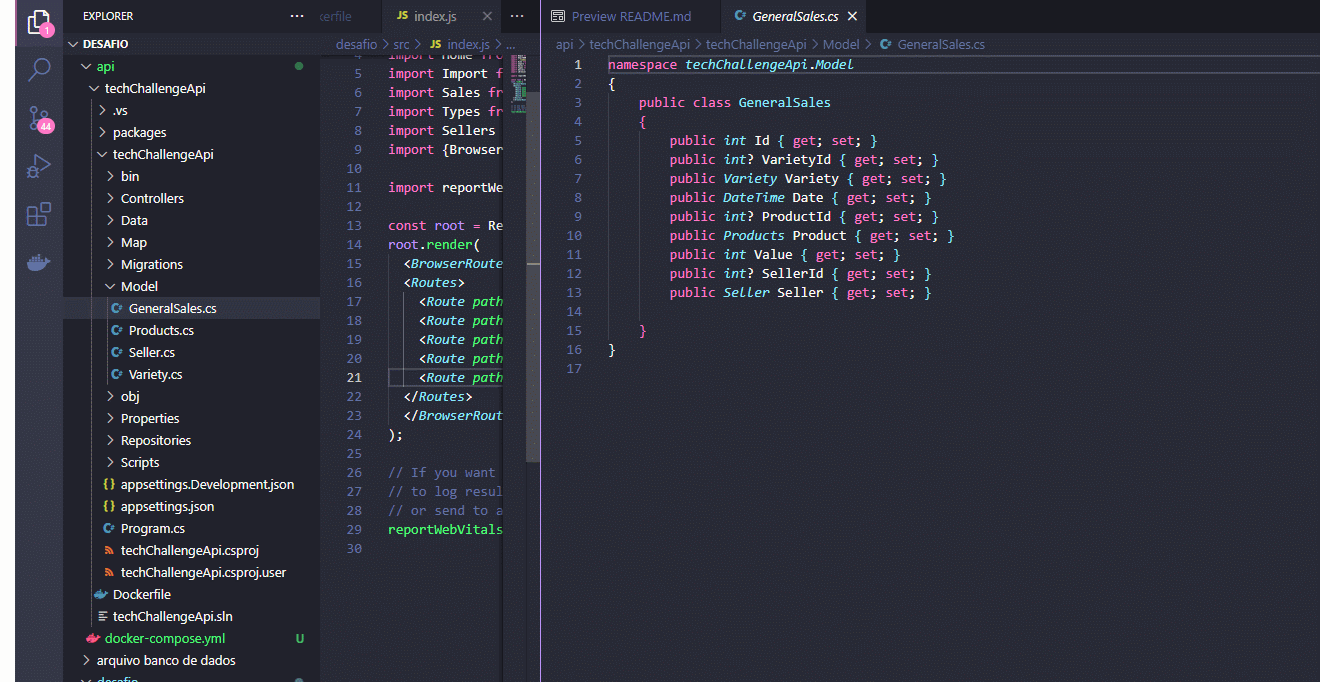 1
44
EXPLORER
DESAFIO
api
techChallengeApi
.vs
packages
techChallengeApi
bin
Controllers
Data
Map
Migrations
Model
GeneralSales.cs
Products.cs
Seller.cs
Variety.cs
obj
Properties
Repositories
Scripts
appsettings.Development.json
appsettings.json
Program.cs
techChallengeApi.csproj
techChallengeApi.csproj.user
Dockerfile
techChallengeApi.sln
docker-compose.yml U
arquivo banco de dados
desafio
cerfile JS index.js
desafio > src > JS index.js > ...
4 import Home fro
5 import Import f
6 import Sales fr
7 import Types fr
8 import Sellers
9 import {Browser
10
11 import reportWe
12
13 const root = Re
14 root.render(
15 <BrowserRoute
16 <Routes>
17 <Route path
18 <Route path
19 <Route path
20 <Route path
21 <Route path
22 </Routes>
23 </BrowserRout
24 );
25
26 // If you want
27 // to log resul
28 // or send to a
29 reportWebVitals
30
Preview README.md GeneralSales.cs
api > techChallengeApi > techChallengeApi > Model > GeneralSales.cs
1 namespace techChallengeApi.Model
2 {
3 public class GeneralSales
4 {
5 public int Id { get; set; }
6 public int? VarietyId { get; set; }
7 public Variety Variety { get; set; }
8 public DateTime Date { get; set; }
9 public int? ProductId { get; set; }
10 public Products Product { get; set; }
11 public int Value { get; set; }
12 public int? SellerId { get; set; }
13 public Seller Seller { get; set; }
14
15 }
16 }
17